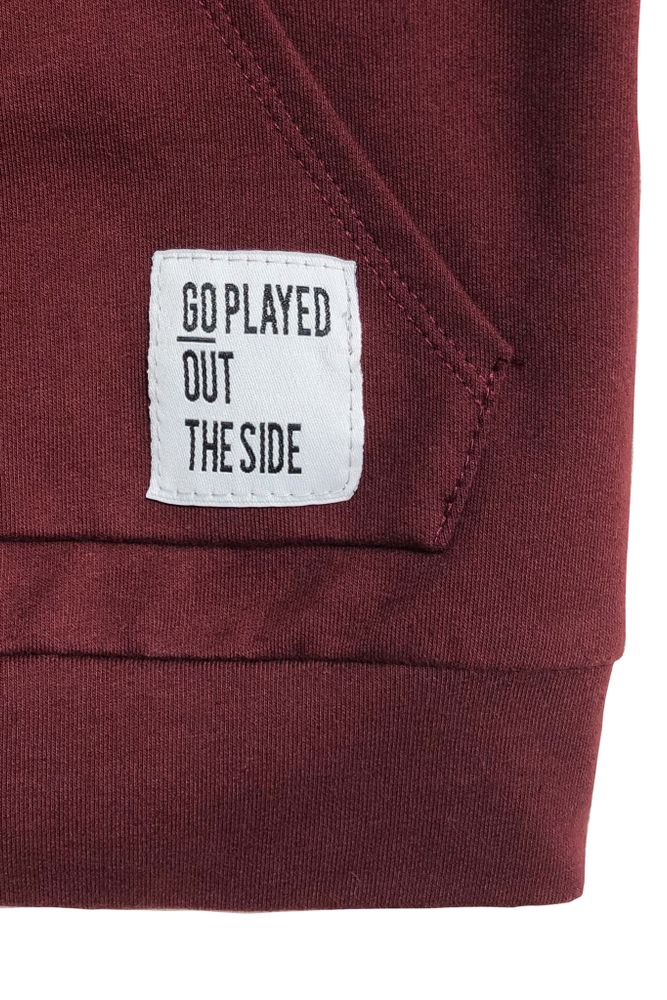 GO PLAYED
OUT
THE SIDE